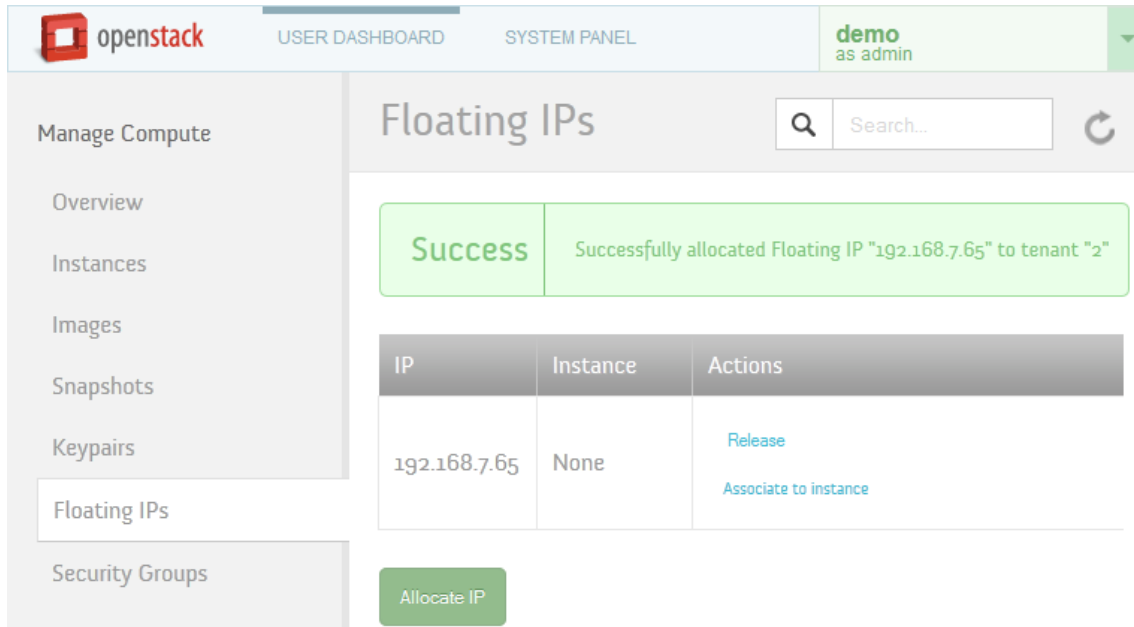 openstack
USER DASHBOARD
SYSTEM PANEL
demo
as admin
Manage Compute
Overview
Instances
Images
Snapshots
Keypairs
Floating IPs
Security Groups
Floating IPs
Search...
Success
Successfully allocated Floating IP "192.168.7.65" to tenant "2"
IP
Instance
Actions
192.168.7.65
None
Release
Associate to instance
Allocate IP